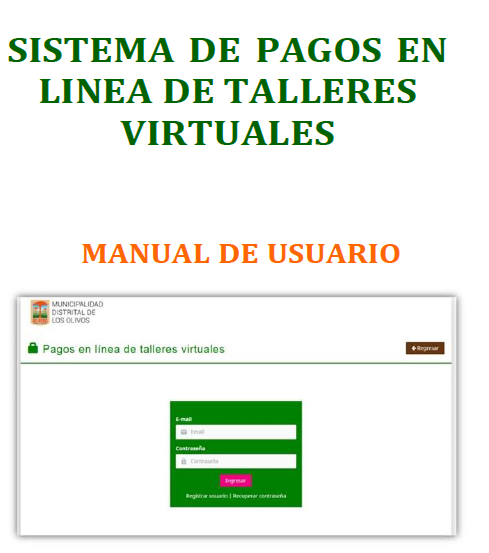 SISTEMA DE PAGOS EN
LINEA DE TALLERES
VIRTUALES
MANUAL DE USUARIO
MUNICIPALIDAD
DISTRITAL DE
LOS OLIVOS
Pagos en línea de talleres virtuales
Regresar
E-mail
Email
Contraseña
Contraseña
Ingresar
Registrar usuario | Recuperar contraseña